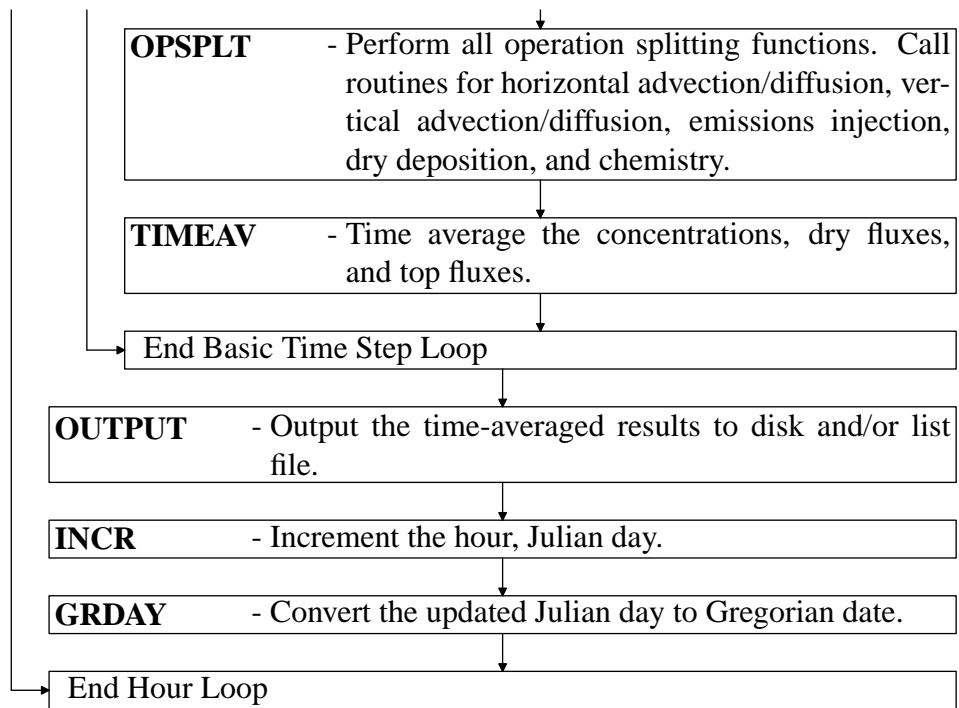 OPSPLT - Perform all operation splitting functions. Call
routines for horizontal advection/diffusion, ver-
tical advection/diffusion, emissions injection,
dry deposition, and chemistry.
TIMEAV - Time average the concentrations, dry fluxes,
and top fluxes.
End Basic Time Step Loop
OUTPUT - Output the time-averaged results to disk and/or list
file.
INCR - Increment the hour, Julian day.
GRDAY - Convert the updated Julian day to Gregorian date.
End Hour Loop